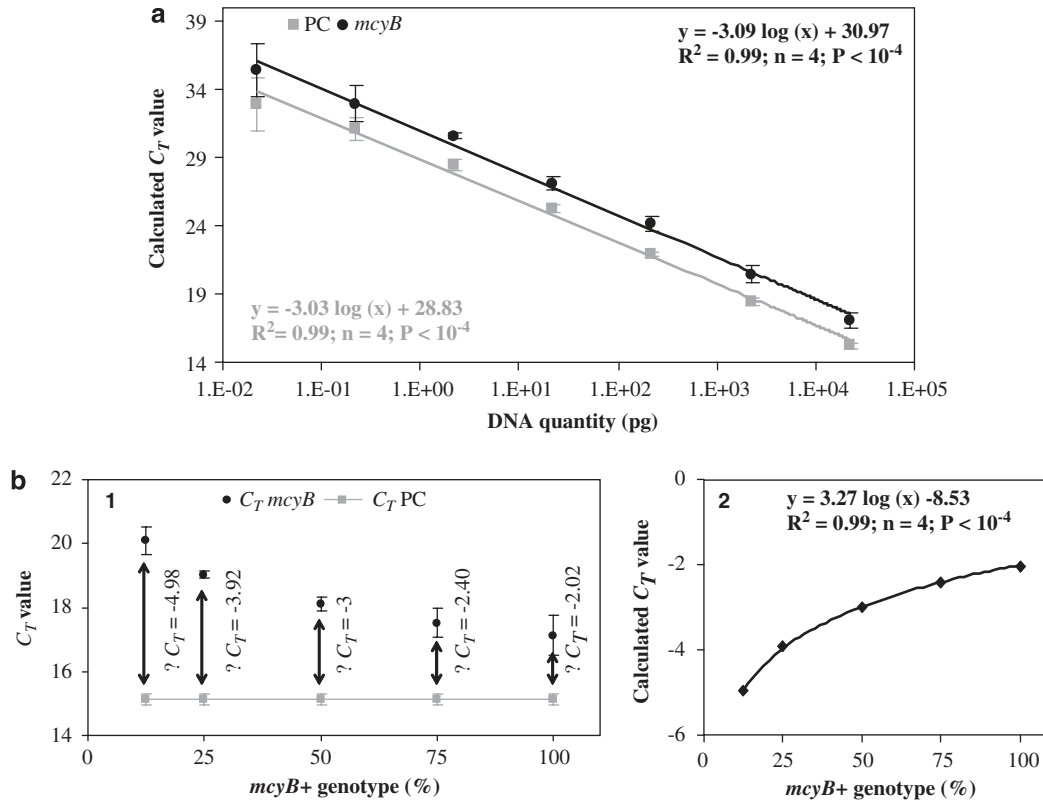 a
PC mcyB
y = -3.09 log (x) + 30.97
R² = 0.99; n = 4; P < 10⁻⁴
39
34
29
24
19
14
Calculated C_T value
y = -3.03 log (x) + 28.83
R² = 0.99; n = 4; P < 10⁻⁴
1.E-02 1.E-01 1.E+00 1.E+01 1.E+02 1.E+03 1.E+04 1.E+05
DNA quantity (pg)
b
1
C_T mcyB C_T PC
22
20
18
16
14
C_T value
? C_T = -4.98
? C_T = -3.92
? C_T = -3
? C_T = -2.40
? C_T = -2.02
0 25 50 75 100
mcyB+ genotype (%)
2
y = 3.27 log (x) -8.53
R² = 0.99; n = 4; P < 10⁻⁴
-0
-2
-4
-6
Calculated C_T value
0 25 50 75 100
mcyB+ genotype (%)